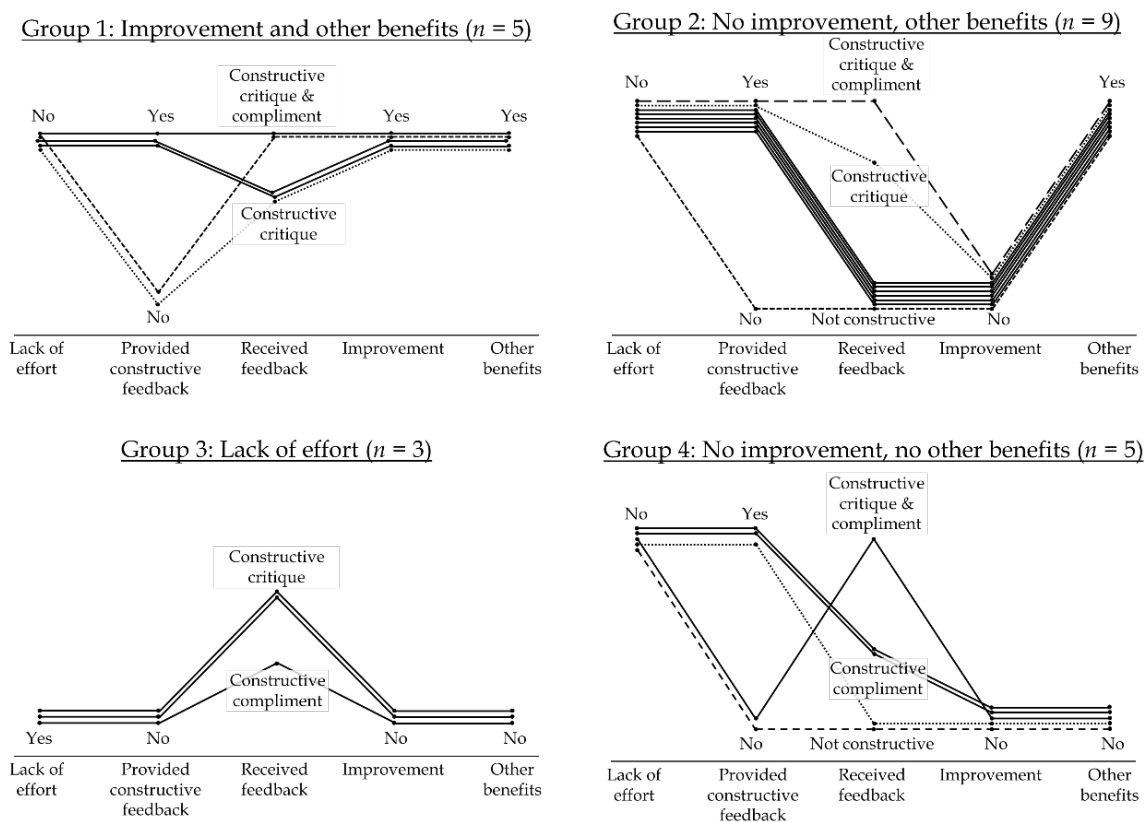 Group 1: Improvement and other benefits (n = 5)
No
Yes
Constructive
critique &
compliment
Yes
Yes
Constructive
critique
No
Lack of
effort
Provided
constructive
feedback
Received
feedback
Improvement
Other
benefits
Group 2: No improvement, other benefits (n = 9)
No
Yes
Constructive
critique &
compliment
Yes
Constructive
critique
No
Not constructive
No
Lack of
effort
Provided
constructive
feedback
Received
feedback
Improvement
Other
benefits
Group 3: Lack of effort (n = 3)
Constructive
critique
Constructive
compliment
Yes
No
No
No
Lack of
effort
Provided
constructive
feedback
Received
feedback
Improvement
Other
benefits
Group 4: No improvement, no other benefits (n = 5)
No
Yes
Constructive
critique &
compliment
Constructive
compliment
No
Not constructive
No
No
Lack of
effort
Provided
constructive
feedback
Received
feedback
Improvement
Other
benefits